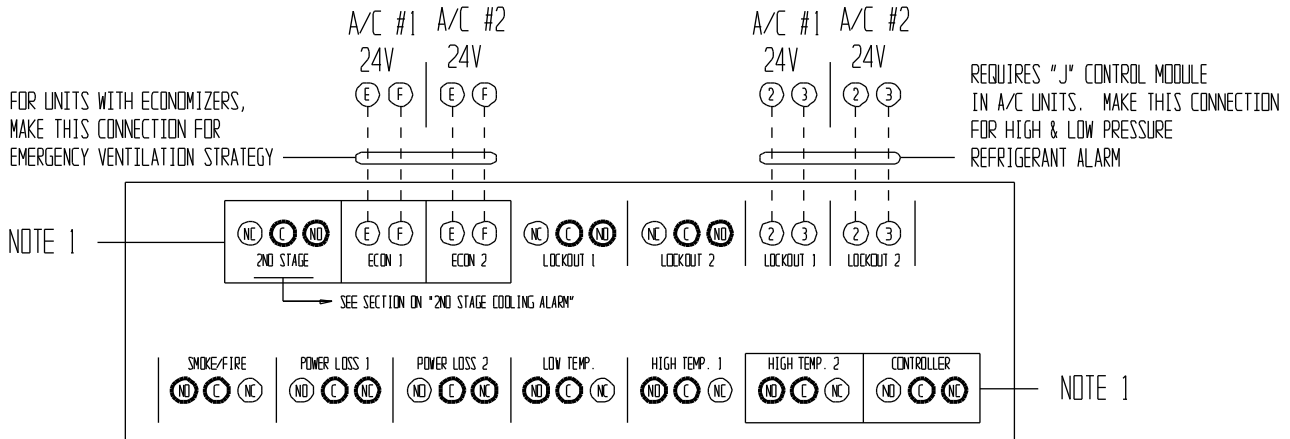 A/C #1 A/C #2 A/C #1 A/C #2
24V 24V 24V 24V
E F E F 2 3 2 3
FOR UNITS WITH ECONOMIZERS,
MAKE THIS CONNECTION FOR
EMERGENCY VENTILATION STRATEGY
REQUIRES "J" CONTROL MODULE
IN A/C UNITS. MAKE THIS CONNECTION
FOR HIGH & LOW PRESSURE
REFRIGERANT ALARM
NOTE 1
NC C NO E F E F NC C NO NC C NO 2 3 2 3
2ND STAGE ECON 1 ECON 2 LOCKOUT 1 LOCKOUT 2 LOCKOUT 1 LOCKOUT 2
SEE SECTION ON "2ND STAGE COOLING ALARM"
SMOKE/FIRE POWER LOSS 1 POWER LOSS 2 LOW TEMP. HIGH TEMP. 1 HIGH TEMP. 2 CONTROLLER
NO C NC NO C NC NO C NC NO C NC NO C NC NO C NC NO C NC
NOTE 1